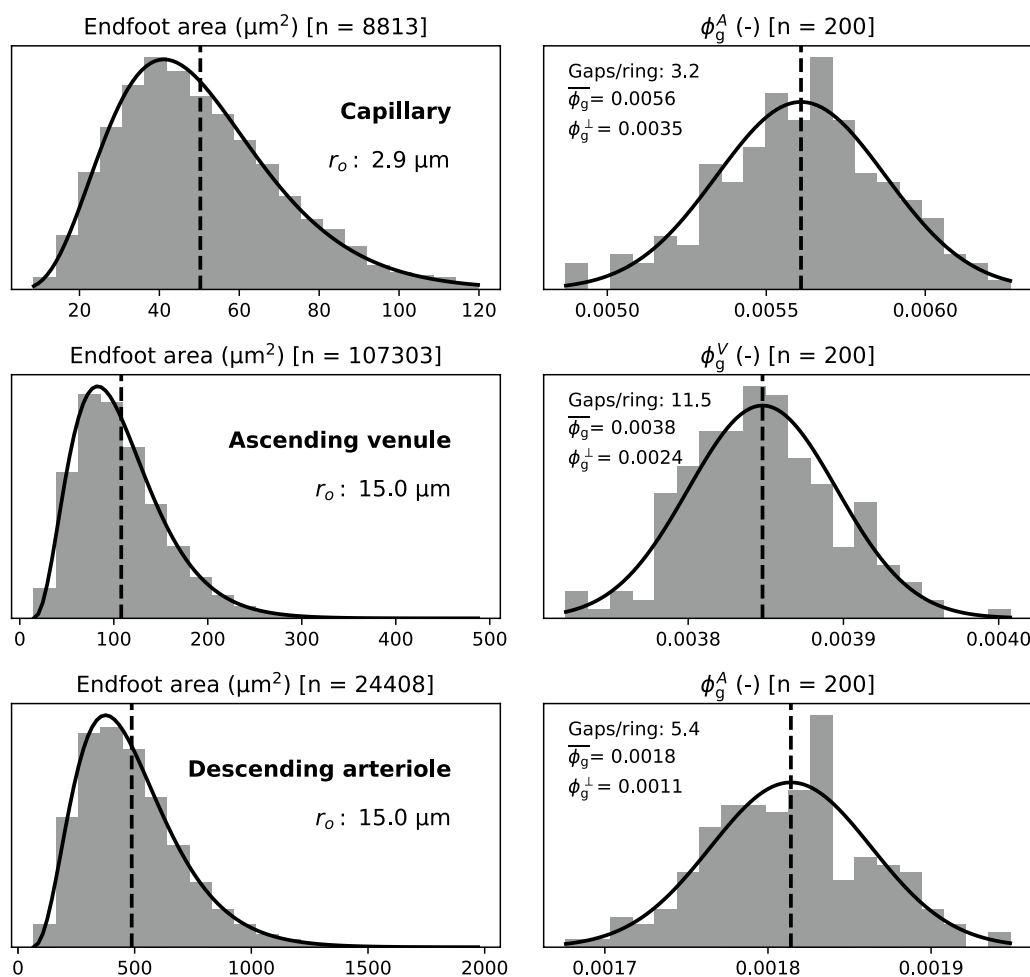 Endfoot area (μm²) [n = 8813]
Capillary
rₒ : 2.9 μm
20 40 60 80 100 120
ϕ_g^A (-) [n = 200]
Gaps/ring: 3.2
ϕ̅_g = 0.0056
ϕ_g^⊥ = 0.0035
0.0050 0.0055 0.0060
Endfoot area (μm²) [n = 107303]
Ascending venule
rₒ : 15.0 μm
0 100 200 300 400 500
ϕ_g^V (-) [n = 200]
Gaps/ring: 11.5
ϕ̅_g = 0.0038
ϕ_g^⊥ = 0.0024
0.0038 0.0039 0.0040
Endfoot area (μm²) [n = 24408]
Descending arteriole
rₒ : 15.0 μm
0 500 1000 1500 2000
ϕ_g^A (-) [n = 200]
Gaps/ring: 5.4
ϕ̅_g = 0.0018
ϕ_g^⊥ = 0.0011
0.0017 0.0018 0.0019